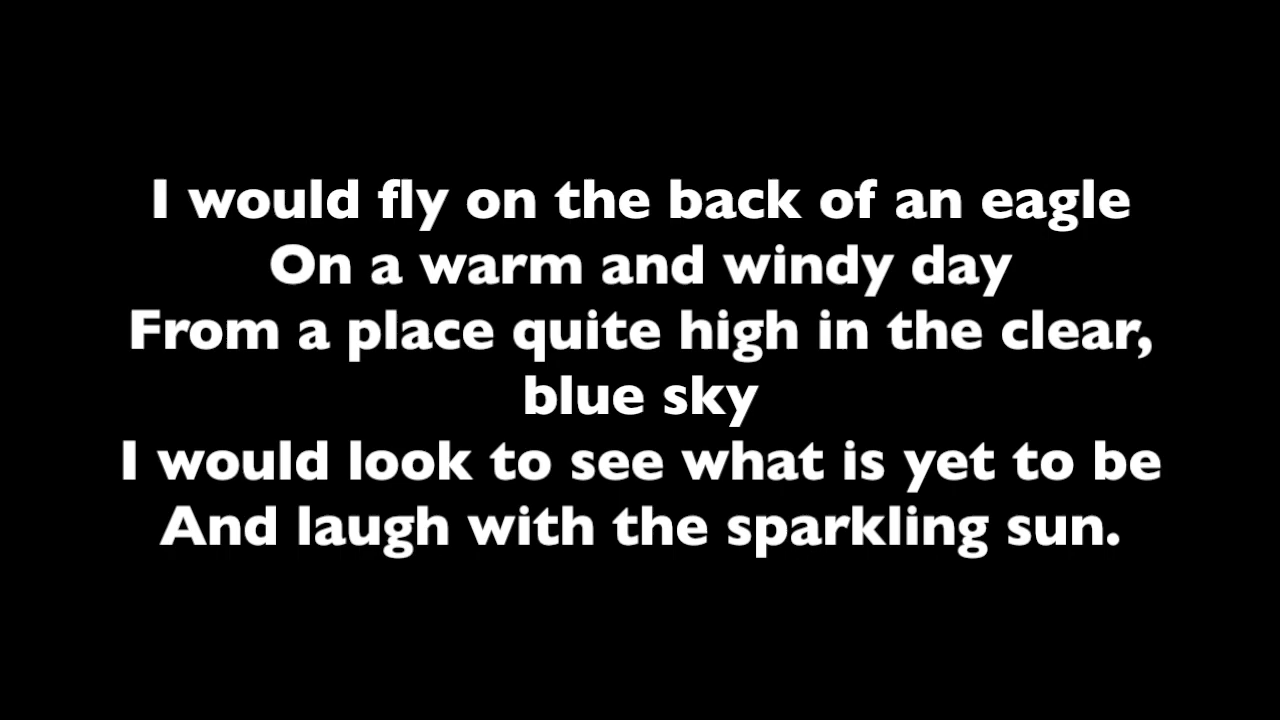 I would fly on the back of an eagle
On a warm and windy day
From a place quite high in the clear,
blue sky
I would look to see what is yet to be
And laugh with the sparkling sun.